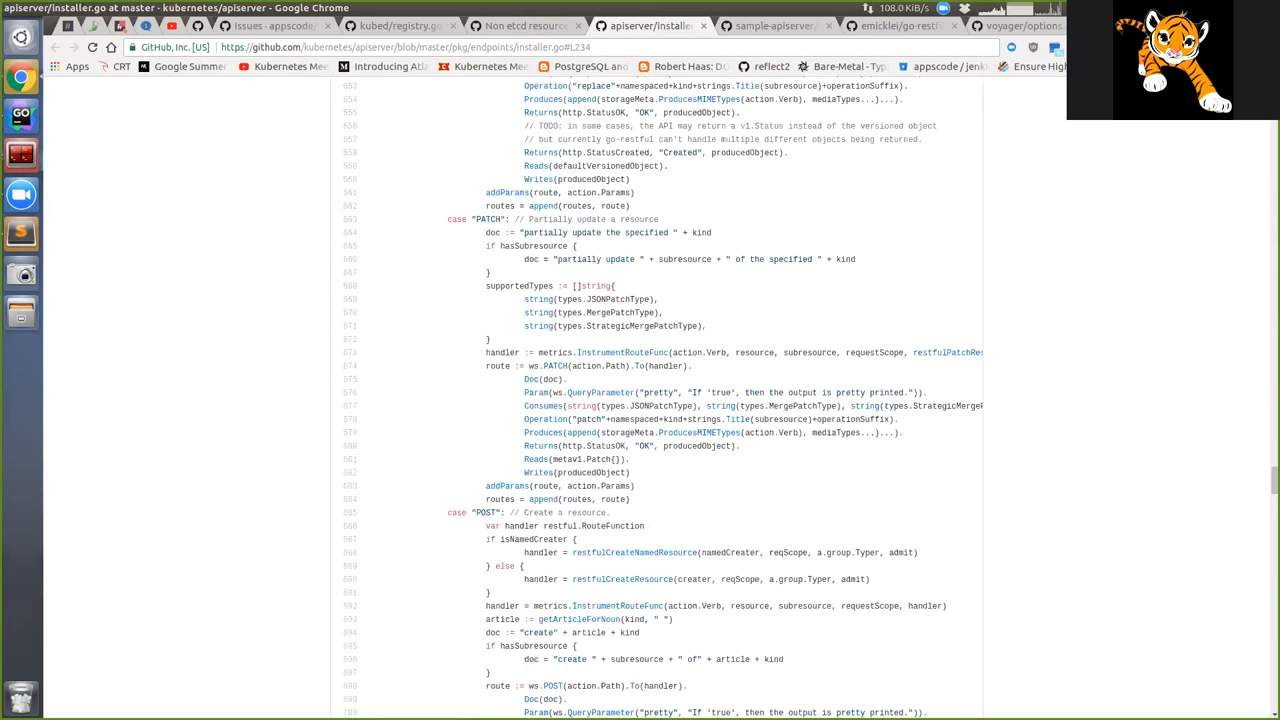 apiserver/installer.go at master · kubernetes/apiserver - Google Chrome
108.0 KiB/s
Issues · appscode/
kubed/registry.go
Non etcd resource
apiserver/installer
sample-apiserver
emicklei/go-restf
voyager/options.
GitHub, Inc. [US] https://github.com/kubernetes/apiserver/blob/master/pkg/endpoints/installer.go#L234
Apps CRT Google Summer Kubernetes Mee Introducing Atla Kubernetes Mee PostgreSQL and Robert Haas: DO reflect2 Bare-Metal - Typ appscode / jenki Ensure High
Operation("replace"+namespaced+kind+strings.Title(subresource)+operationSuffix).
Produces(append(storageMeta.ProducesMIMETypes(action.Verb), mediaTypes...)...).
Returns(http.StatusOK, "OK", producedObject).
// TODO: in some cases, the API may return a v1.Status instead of the versioned object
// but currently go-restful can't handle multiple different objects being returned.
Returns(http.StatusCreated, "Created", producedObject).
Reads(defaultVersionedObject).
Writes(producedObject)
addParams(route, action.Params)
routes = append(routes, route)
case "PATCH": // Partially update a resource
doc := "partially update the specified " + kind
if hasSubresource {
doc = "partially update " + subresource + " of the specified " + kind
}
supportedTypes := []string{
string(types.JSONPatchType),
string(types.MergePatchType),
string(types.StrategicMergePatchType),
}
handler := metrics.InstrumentRouteFunc(action.Verb, resource, subresource, requestScope, restfulPatchRes
route := ws.PATCH(action.Path).To(handler).
Doc(doc).
Param(ws.QueryParameter("pretty", "If 'true', then the output is pretty printed.")).
Consumes(string(types.JSONPatchType), string(types.MergePatchType), string(types.StrategicMergeP
Operation("patch"+namespaced+kind+strings.Title(subresource)+operationSuffix).
Produces(append(storageMeta.ProducesMIMETypes(action.Verb), mediaTypes...)...).
Returns(http.StatusOK, "OK", producedObject).
Reads(metav1.Patch{}).
Writes(producedObject)
addParams(route, action.Params)
routes = append(routes, route)
case "POST": // Create a resource.
var handler restful.RouteFunction
if isNamedCreater {
handler = restfulCreateNamedResource(namedCreater, reqScope, a.group.Typer, admit)
} else {
handler = restfulCreateResource(creater, reqScope, a.group.Typer, admit)
}
handler = metrics.InstrumentRouteFunc(action.Verb, resource, subresource, requestScope, handler)
article := getArticleForNoun(kind, " ")
doc := "create" + article + kind
if hasSubresource {
doc = "create " + subresource + " of" + article + kind
}
route := ws.POST(action.Path).To(handler).
Doc(doc).
Param(ws.QueryParameter("pretty", "If 'true', then the output is pretty printed.")).